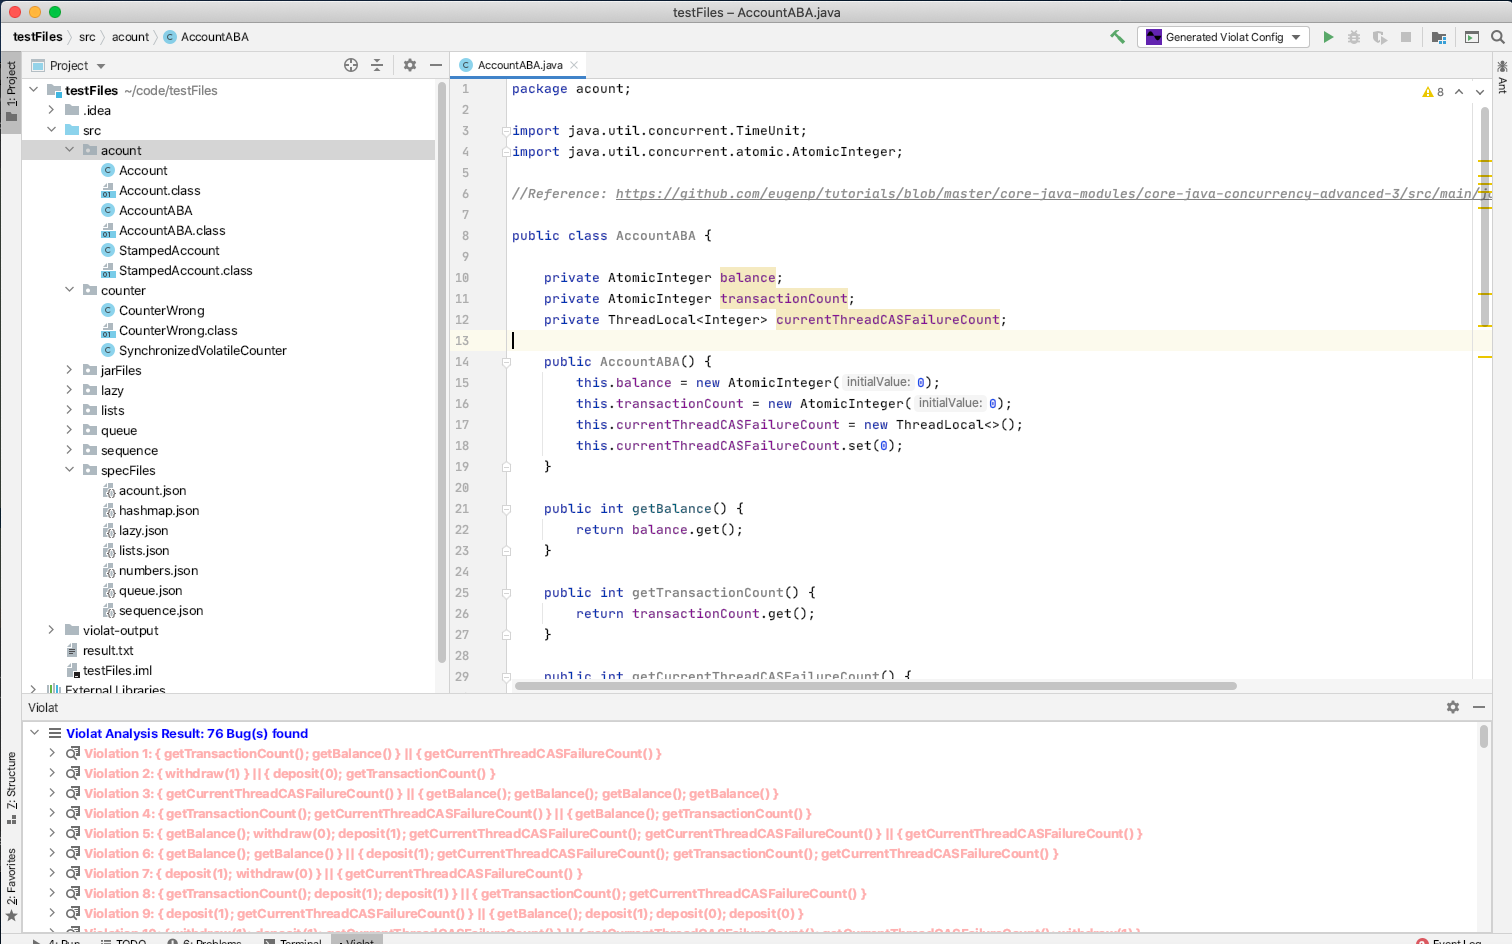 testFiles – AccountABA.java
testFiles src acount AccountABA
Generated Violat Config
1: Project
Project
AccountABA.java
Ant
testFiles ~/code/testFiles
.idea
src
acount
Account
Account.class
AccountABA
AccountABA.class
StampedAccount
StampedAccount.class
counter
CounterWrong
CounterWrong.class
SynchronizedVolatileCounter
jarFiles
lazy
lists
queue
sequence
specFiles
acount.json
hashmap.json
lazy.json
lists.json
numbers.json
queue.json
sequence.json
violat-output
result.txt
testFiles.iml
External Libraries
8
1 package acount;
2
3 import java.util.concurrent.TimeUnit;
4 import java.util.concurrent.atomic.AtomicInteger;
5
6 //Reference: https://github.com/eugenp/tutorials/blob/master/core-java-modules/core-java-concurrency-advanced-3/src/main/j
7
8 public class AccountABA {
9
10 private AtomicInteger balance;
11 private AtomicInteger transactionCount;
12 private ThreadLocal<Integer> currentThreadCASFailureCount;
13
14 public AccountABA() {
15 this.balance = new AtomicInteger( initialValue: 0);
16 this.transactionCount = new AtomicInteger( initialValue: 0);
17 this.currentThreadCASFailureCount = new ThreadLocal<>();
18 this.currentThreadCASFailureCount.set(0);
19 }
20
21 public int getBalance() {
22 return balance.get();
23 }
24
25 public int getTransactionCount() {
26 return transactionCount.get();
27 }
28
29 public int getCurrentThreadCASFailureCount() {
Violat
Z: Structure
2: Favorites
Violat Analysis Result: 76 Bug(s) found
Violation 1: { getTransactionCount(); getBalance() } || { getCurrentThreadCASFailureCount() }
Violation 2: { withdraw(1) } || { deposit(0); getTransactionCount() }
Violation 3: { getCurrentThreadCASFailureCount() } || { getBalance(); getBalance(); getBalance(); getBalance() }
Violation 4: { getTransactionCount(); getCurrentThreadCASFailureCount() } || { getBalance(); getTransactionCount() }
Violation 5: { getBalance(); withdraw(0); deposit(1); getCurrentThreadCASFailureCount(); getCurrentThreadCASFailureCount() } || { getCurrentThreadCASFailureCount() }
Violation 6: { getBalance(); getBalance() } || { deposit(1); getCurrentThreadCASFailureCount(); getTransactionCount(); getCurrentThreadCASFailureCount() }
Violation 7: { deposit(1); withdraw(0) } || { getCurrentThreadCASFailureCount() }
Violation 8: { getTransactionCount(); deposit(1); deposit(1) } || { getTransactionCount(); getCurrentThreadCASFailureCount() }
Violation 9: { deposit(1); getCurrentThreadCASFailureCount() } || { getBalance(); deposit(1); deposit(0); deposit(0) }
Violation 10: { withdraw(1); deposit(1); getCurrentThreadCASFailureCount() } || { getCurrentThreadCASFailureCount(); getCurrentThreadCASFailureCount(); withdraw(1) }
4: Run TODO 6: Problems Terminal Violat Event Log